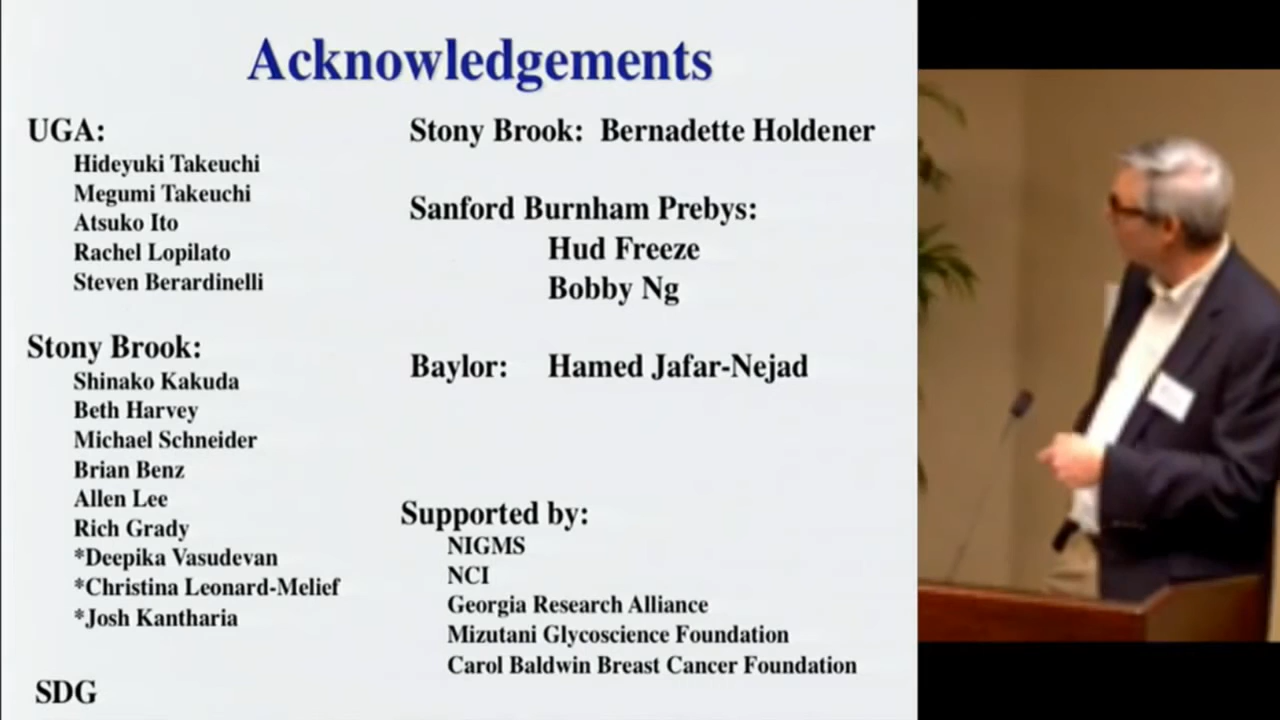 Acknowledgements
UGA:
Hideyuki Takeuchi
Megumi Takeuchi
Atsuko Ito
Rachel Lopilato
Steven Berardinelli
Stony Brook:
Shinako Kakuda
Beth Harvey
Michael Schneider
Brian Benz
Allen Lee
Rich Grady
*Deepika Vasudevan
*Christina Leonard-Melief
*Josh Kantharia
SDG
Stony Brook: Bernadette Holdener
Sanford Burnham Prebys:
Hud Freeze
Bobby Ng
Baylor: Hamed Jafar-Nejad
Supported by:
NIGMS
NCI
Georgia Research Alliance
Mizutani Glycoscience Foundation
Carol Baldwin Breast Cancer Foundation